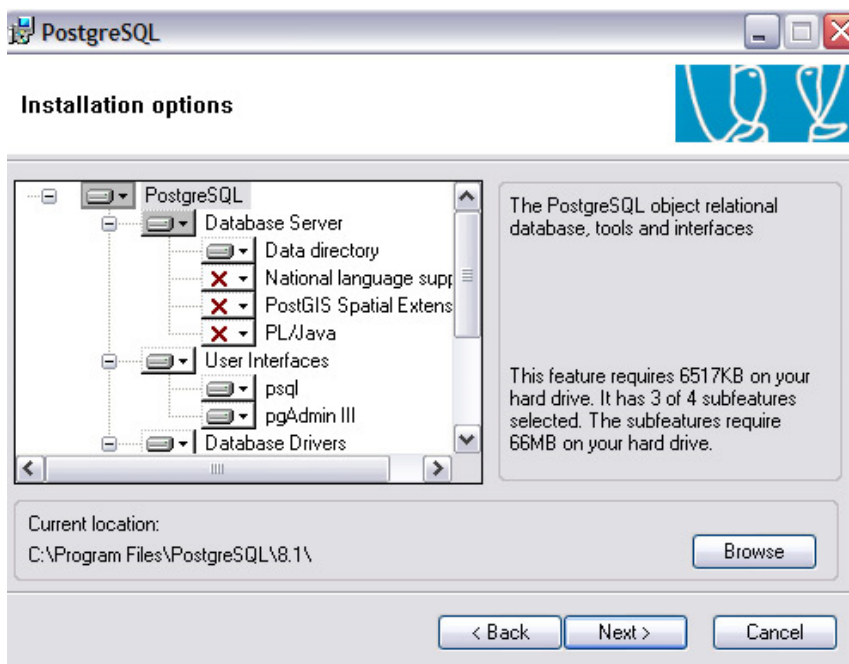 PostgreSQL
Installation options
PostgreSQL
Database Server
Data directory
National language supp
PostGIS Spatial Extens
PL/Java
User Interfaces
psql
pgAdmin III
Database Drivers
The PostgreSQL object relational
database, tools and interfaces
This feature requires 6517KB on your
hard drive. It has 3 of 4 subfeatures
selected. The subfeatures require
66MB on your hard drive.
Current location:
C:\Program Files\PostgreSQL\8.1\
Browse
< Back
Next >
Cancel